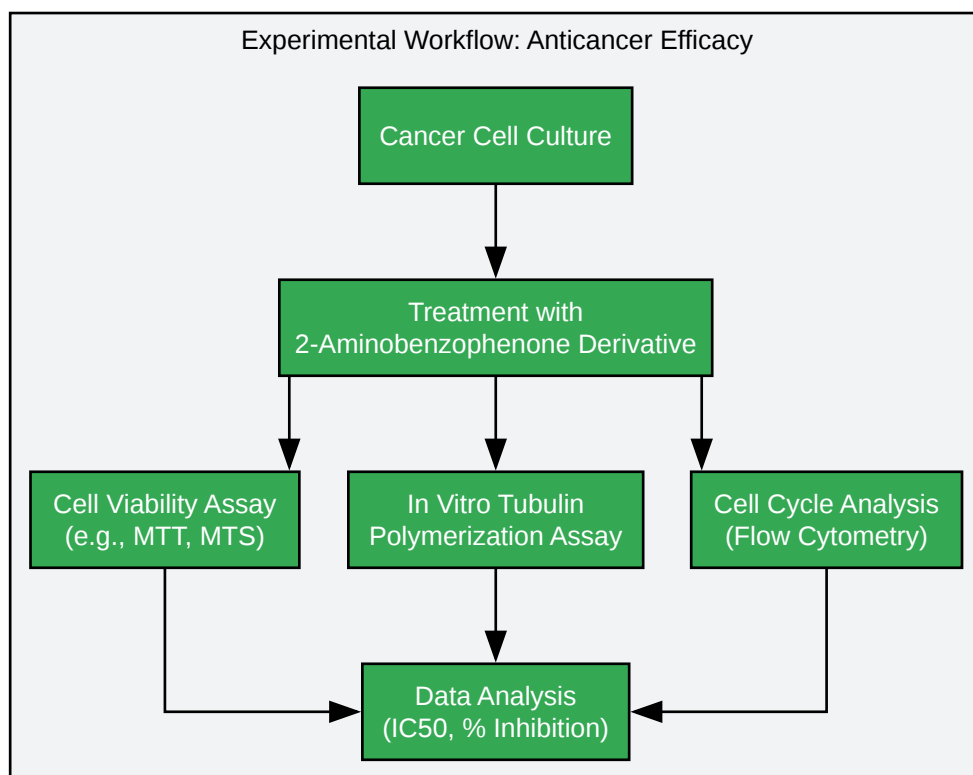 Experimental Workflow: Anticancer Efficacy
Cancer Cell Culture
Treatment with
2-Aminobenzophenone Derivative
Cell Viability Assay
(e.g., MTT, MTS)
In Vitro Tubulin
Polymerization Assay
Cell Cycle Analysis
(Flow Cytometry)
Data Analysis
(IC50, % Inhibition)